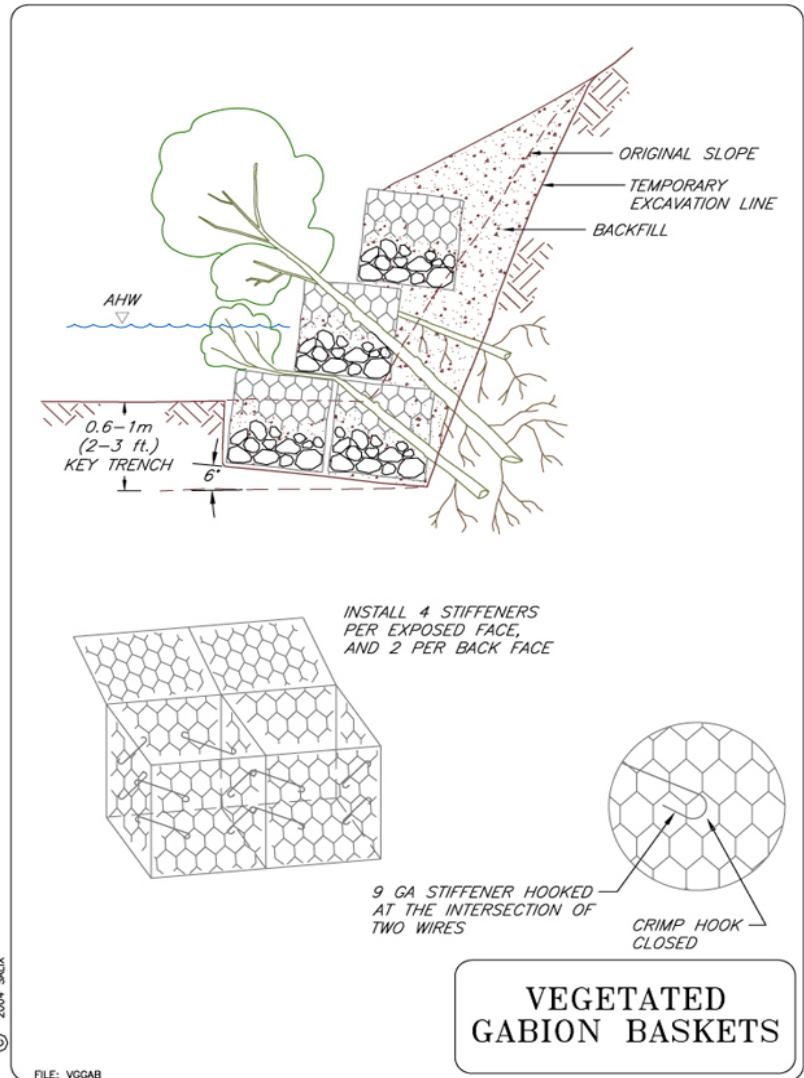 ORIGINAL SLOPE
TEMPORARY
EXCAVATION LINE
BACKFILL
AHW
0.6–1m
(2–3 ft.)
KEY TRENCH
6°
INSTALL 4 STIFFENERS
PER EXPOSED FACE,
AND 2 PER BACK FACE
9 GA STIFFENER HOOKED
AT THE INTERSECTION OF
TWO WIRES
CRIMP HOOK
CLOSED
VEGETATED
GABION BASKETS
© 2004 SALIX
FILE: VGGAB